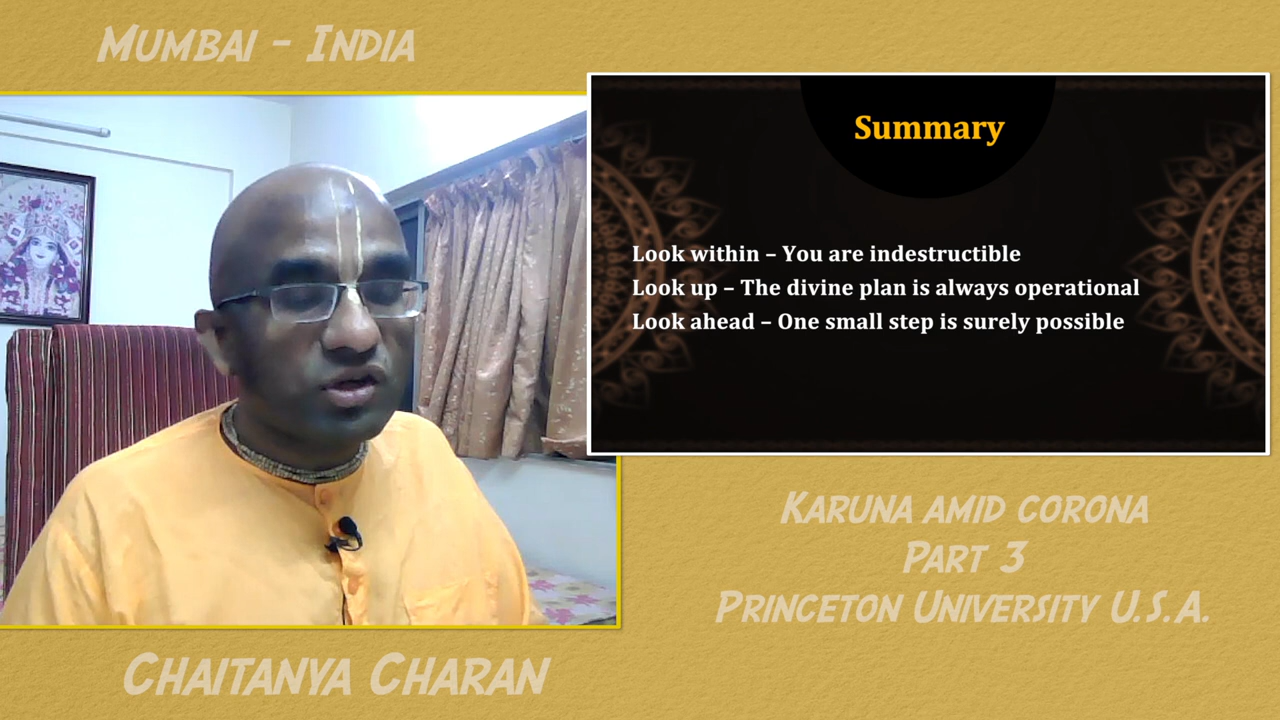 MUMBAI - INDIA
Summary
Look within – You are indestructible
Look up – The divine plan is always operational
Look ahead – One small step is surely possible
KARUNA AMID CORONA
PART 3
PRINCETON UNIVERSITY U.S.A.
CHAITANYA CHARAN